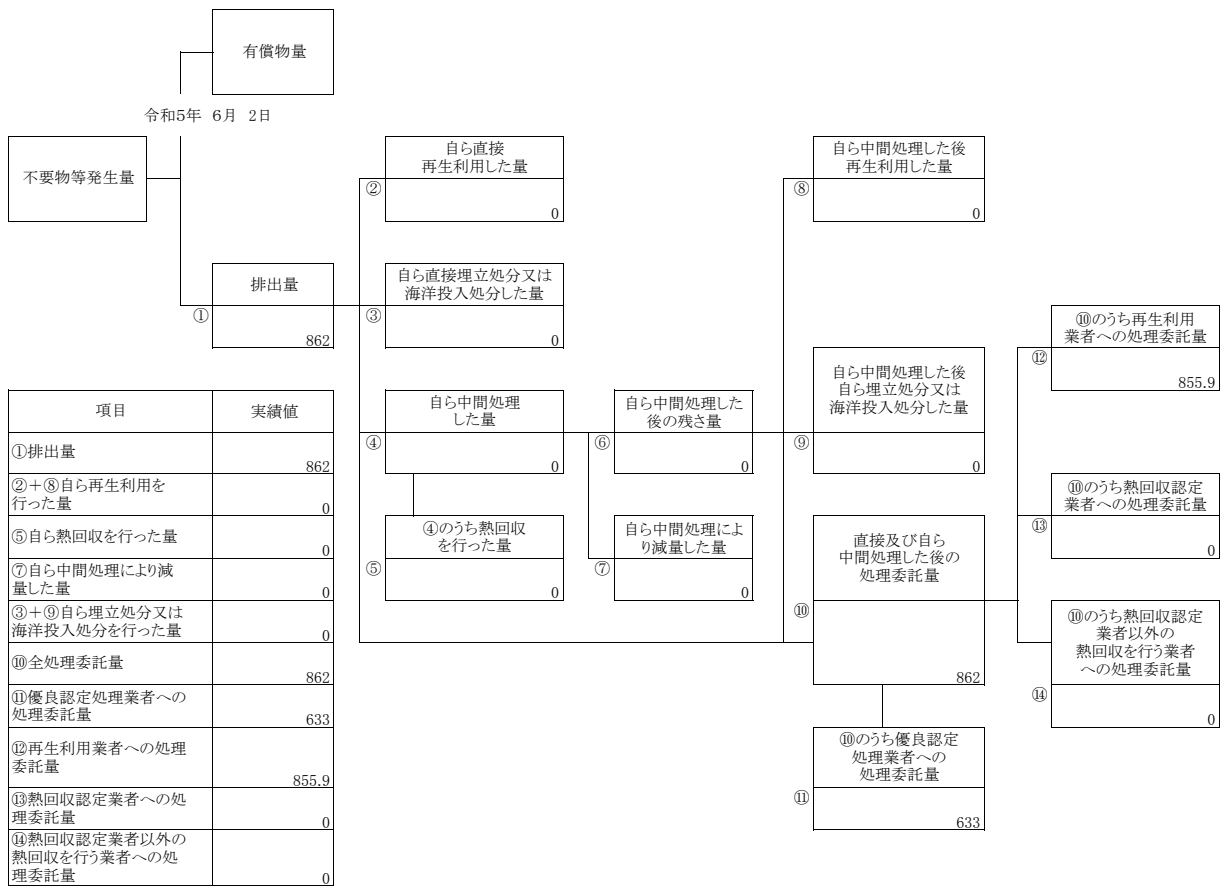 有償物量
令和5年 6月 2日
不要物等発生量
自ら直接
再生利用した量
②
0
自ら中間処理した後
再生利用した量
⑧
0
排出量
①
862
自ら直接埋立処分又は
海洋投入処分した量
③
0
⑩のうち再生利用
業者への処理委託量
⑫
855.9
自ら中間処理
した量
④
0
自ら中間処理した
後の残さ量
⑥
0
自ら中間処理した後
自ら埋立処分又は
海洋投入処分した量
⑨
0
⑩のうち熱回収認定
業者への処理委託量
⑬
0
④のうち熱回収
を行った量
⑤
0
自ら中間処理によ
り減量した量
⑦
0
直接及び自ら
中間処理した後の
処理委託量
⑩
862
⑩のうち熱回収認定
業者以外の
熱回収を行う業者
への処理委託量
⑭
0
⑩のうち優良認定
処理業者への
処理委託量
⑪
633
項目 実績値
①排出量
862
②+⑧自ら再生利用を
行った量
0
⑤自ら熱回収を行った量
0
⑦自ら中間処理により減
量した量
0
③+⑨自ら埋立処分又は
海洋投入処分を行った量
0
⑩全処理委託量
862
⑪優良認定処理業者への
処理委託量
633
⑫再生利用業者への処理
委託量
855.9
⑬熱回収認定業者への処
理委託量
0
⑭熱回収認定業者以外の
熱回収を行う業者への処
理委託量
0